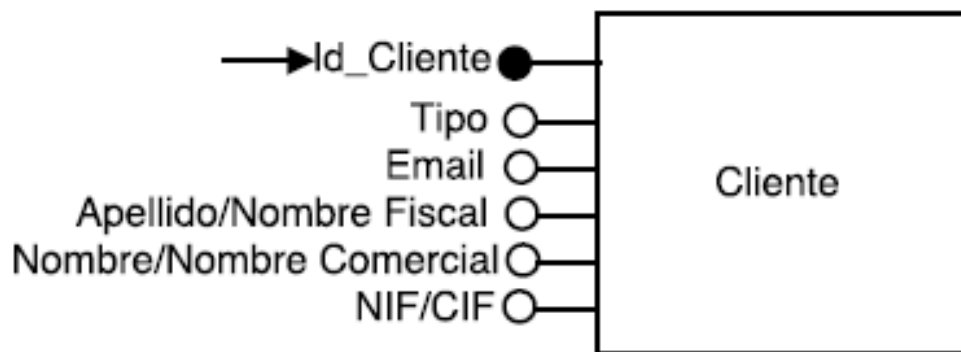 Id_Cliente
Tipo
Email
Cliente
Apellido/Nombre Fiscal
Nombre/Nombre Comercial
NIF/CIF